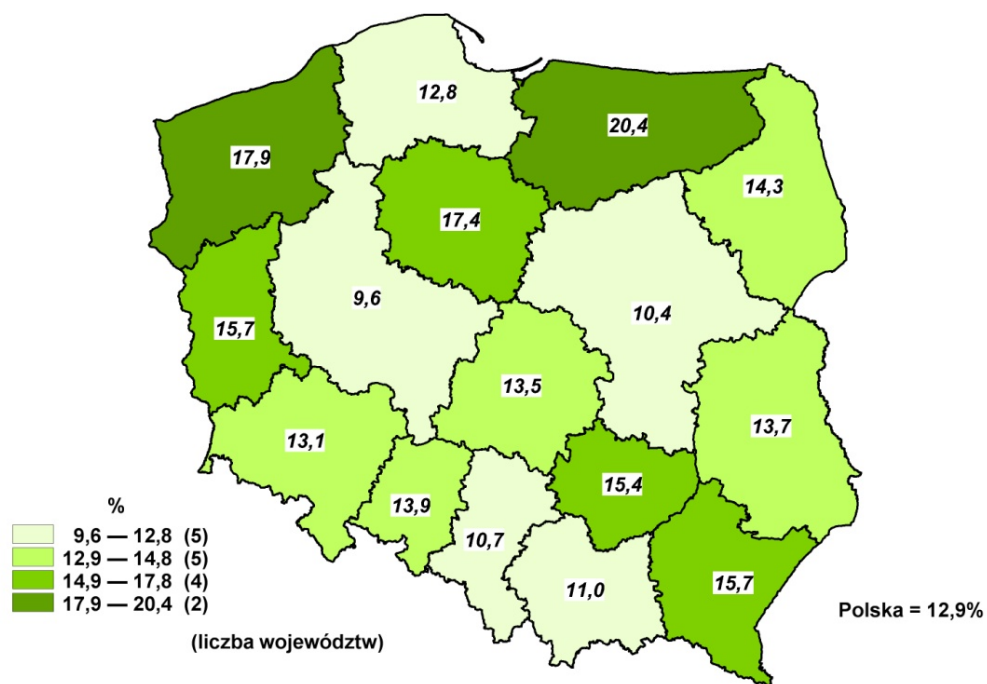 12,8
20,4
17,9
14,3
17,4
9,6
10,4
15,7
13,5
13,1
13,7
15,4
13,9
10,7
15,7
11,0
%
9,6 — 12,8 (5)
12,9 — 14,8 (5)
14,9 — 17,8 (4)
17,9 — 20,4 (2)
(liczba województw)
Polska = 12,9%